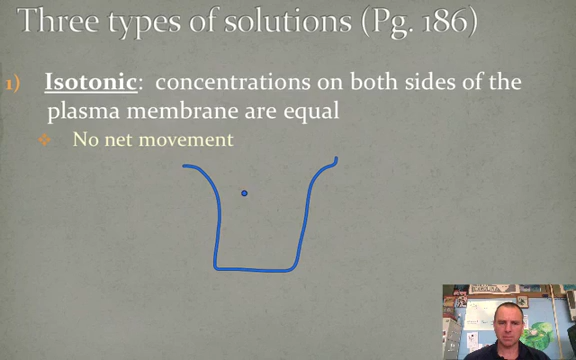 Three types of solutions (Pg. 186)
1) Isotonic: concentrations on both sides of the
plasma membrane are equal
No net movement